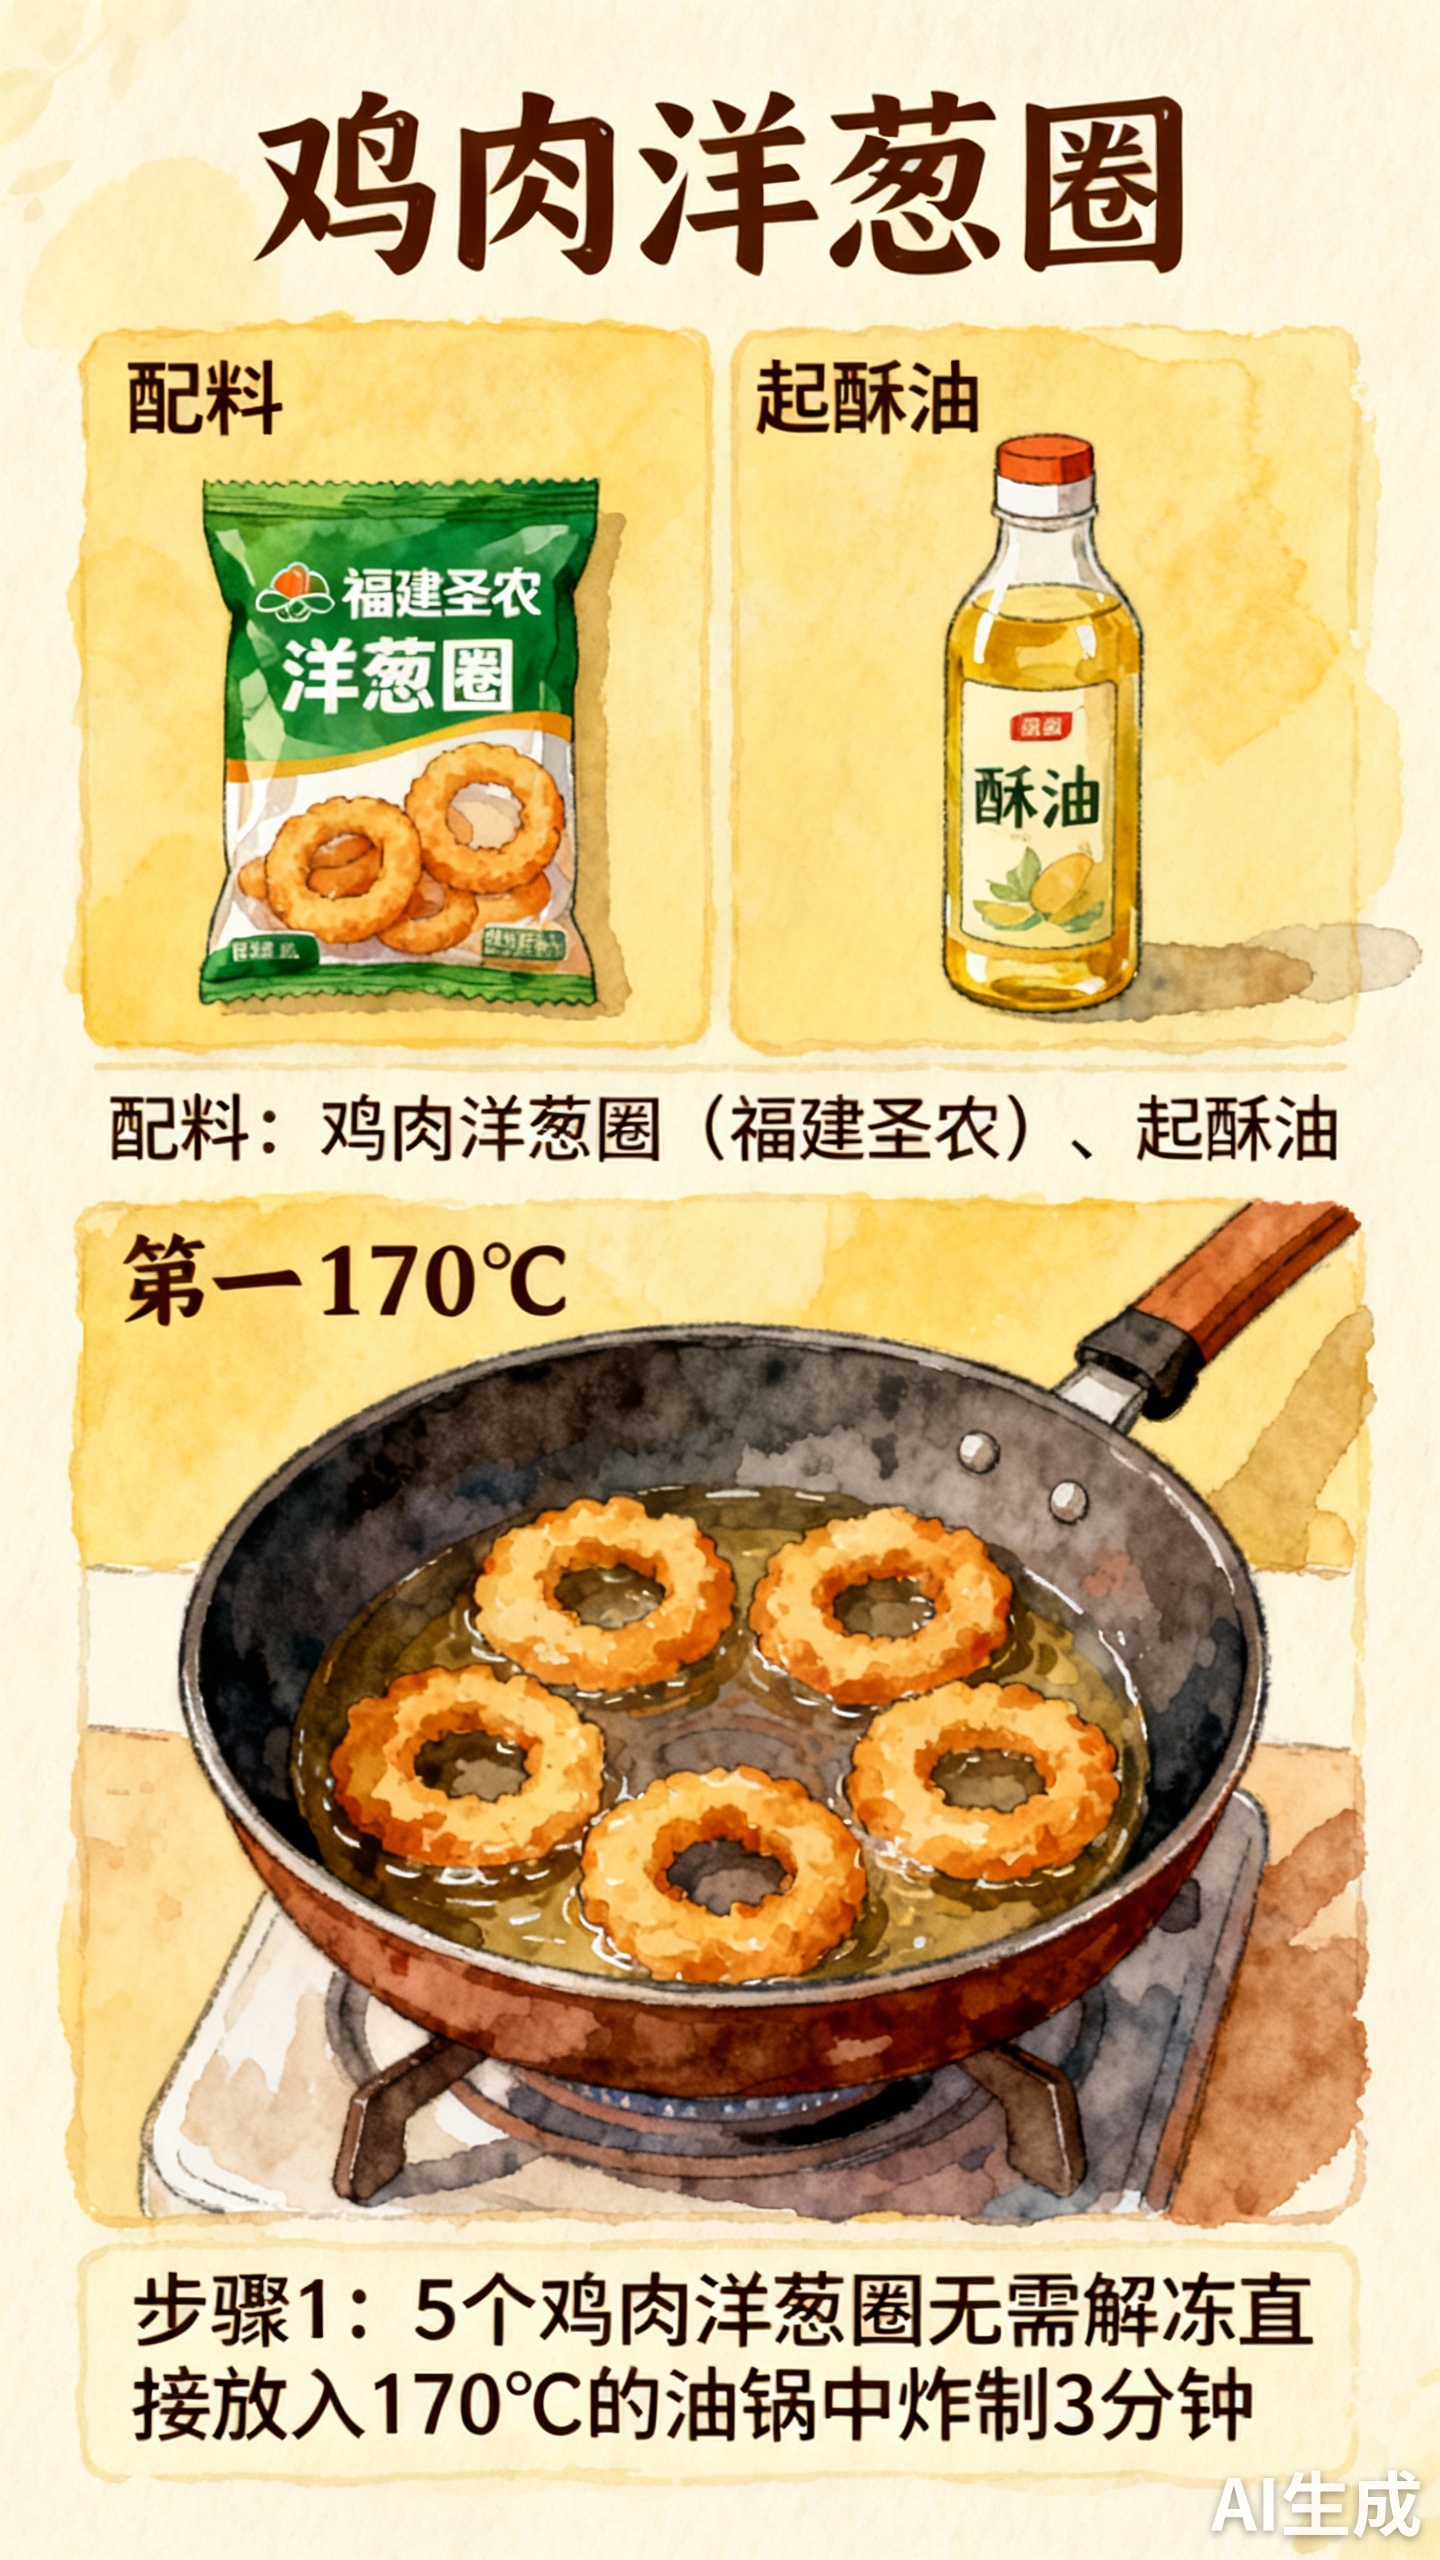 鸡肉洋葱圈
配料
起酥油
福建圣农
洋葱圈
酥油
配料：鸡肉洋葱圈（福建圣农）、起酥油
第一170℃
步骤1：5个鸡肉洋葱圈无需解冻直
接放入170℃的油锅中炸制3分钟
AI生成